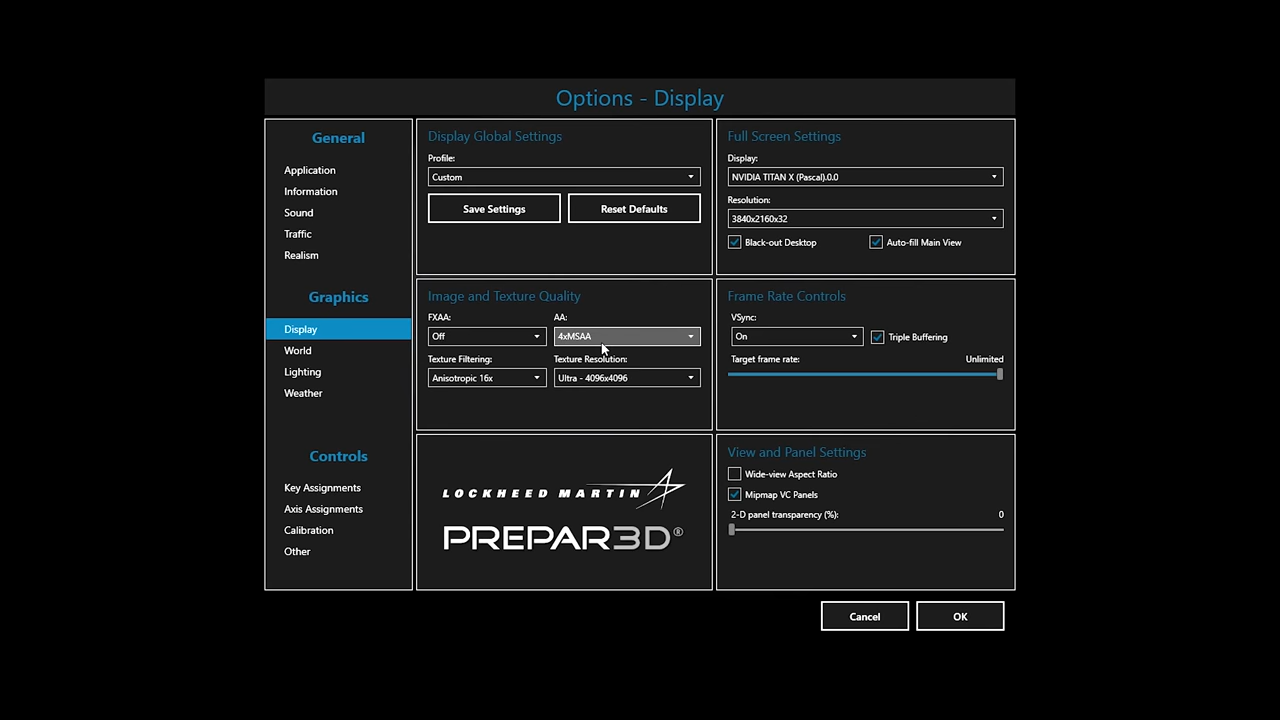 Options - Display
General
Application
Information
Sound
Traffic
Realism
Graphics
Display
World
Lighting
Weather
Controls
Key Assignments
Axis Assignments
Calibration
Other
Display Global Settings
Profile:
Custom
Save Settings Reset Defaults
Full Screen Settings
Display:
NVIDIA TITAN X (Pascal).0.0
Resolution:
3840x2160x32
Black-out Desktop Auto-fill Main View
Image and Texture Quality
FXAA: AA:
Off 4xMSAA
Texture Filtering: Texture Resolution:
Anisotropic 16x Ultra - 4096x4096
Frame Rate Controls
VSync:
On Triple Buffering
Target frame rate: Unlimited
LOCKHEED MARTIN
PREPAR3D®
View and Panel Settings
Wide-view Aspect Ratio
Mipmap VC Panels
2-D panel transparency (%): 0
Cancel OK